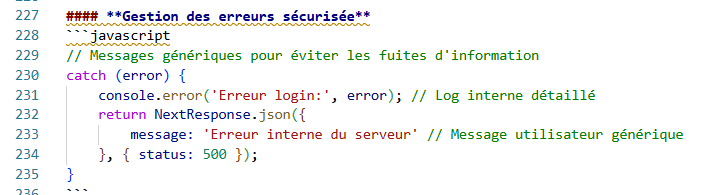 227 #### **Gestion des erreurs sécurisée**
228 ```javascript
229 // Messages génériques pour éviter les fuites d'information
230 catch (error) {
231     console.error('Erreur login:', error); // Log interne détaillé
232     return NextResponse.json({
233         message: 'Erreur interne du serveur' // Message utilisateur générique
234     }, { status: 500 });
235 }
236 ```